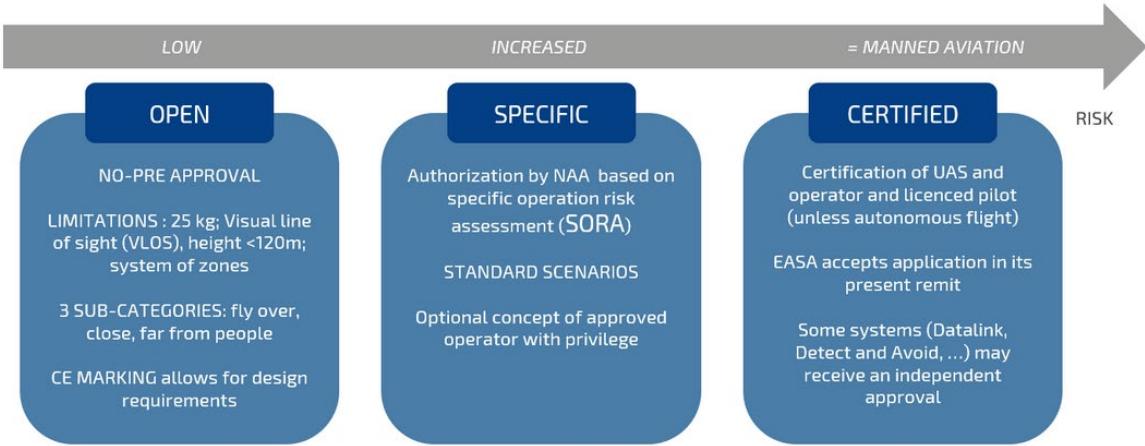 LOW
INCREASED
= MANNED AVIATION
RISK
OPEN
NO-PRE APPROVAL
LIMITATIONS : 25 kg; Visual line
of sight (VLOS), height <120m;
system of zones
3 SUB-CATEGORIES: fly over,
close, far from people
CE MARKING allows for design
requirements
SPECIFIC
Authorization by NAA based on
specific operation risk
assessment (SORA)
STANDARD SCENARIOS
Optional concept of approved
operator with privilege
CERTIFIED
Certification of UAS and
operator and licenced pilot
(unless autonomous flight)
EASA accepts application in its
present remit
Some systems (Datalink,
Detect and Avoid, ...) may
receive an independent
approval